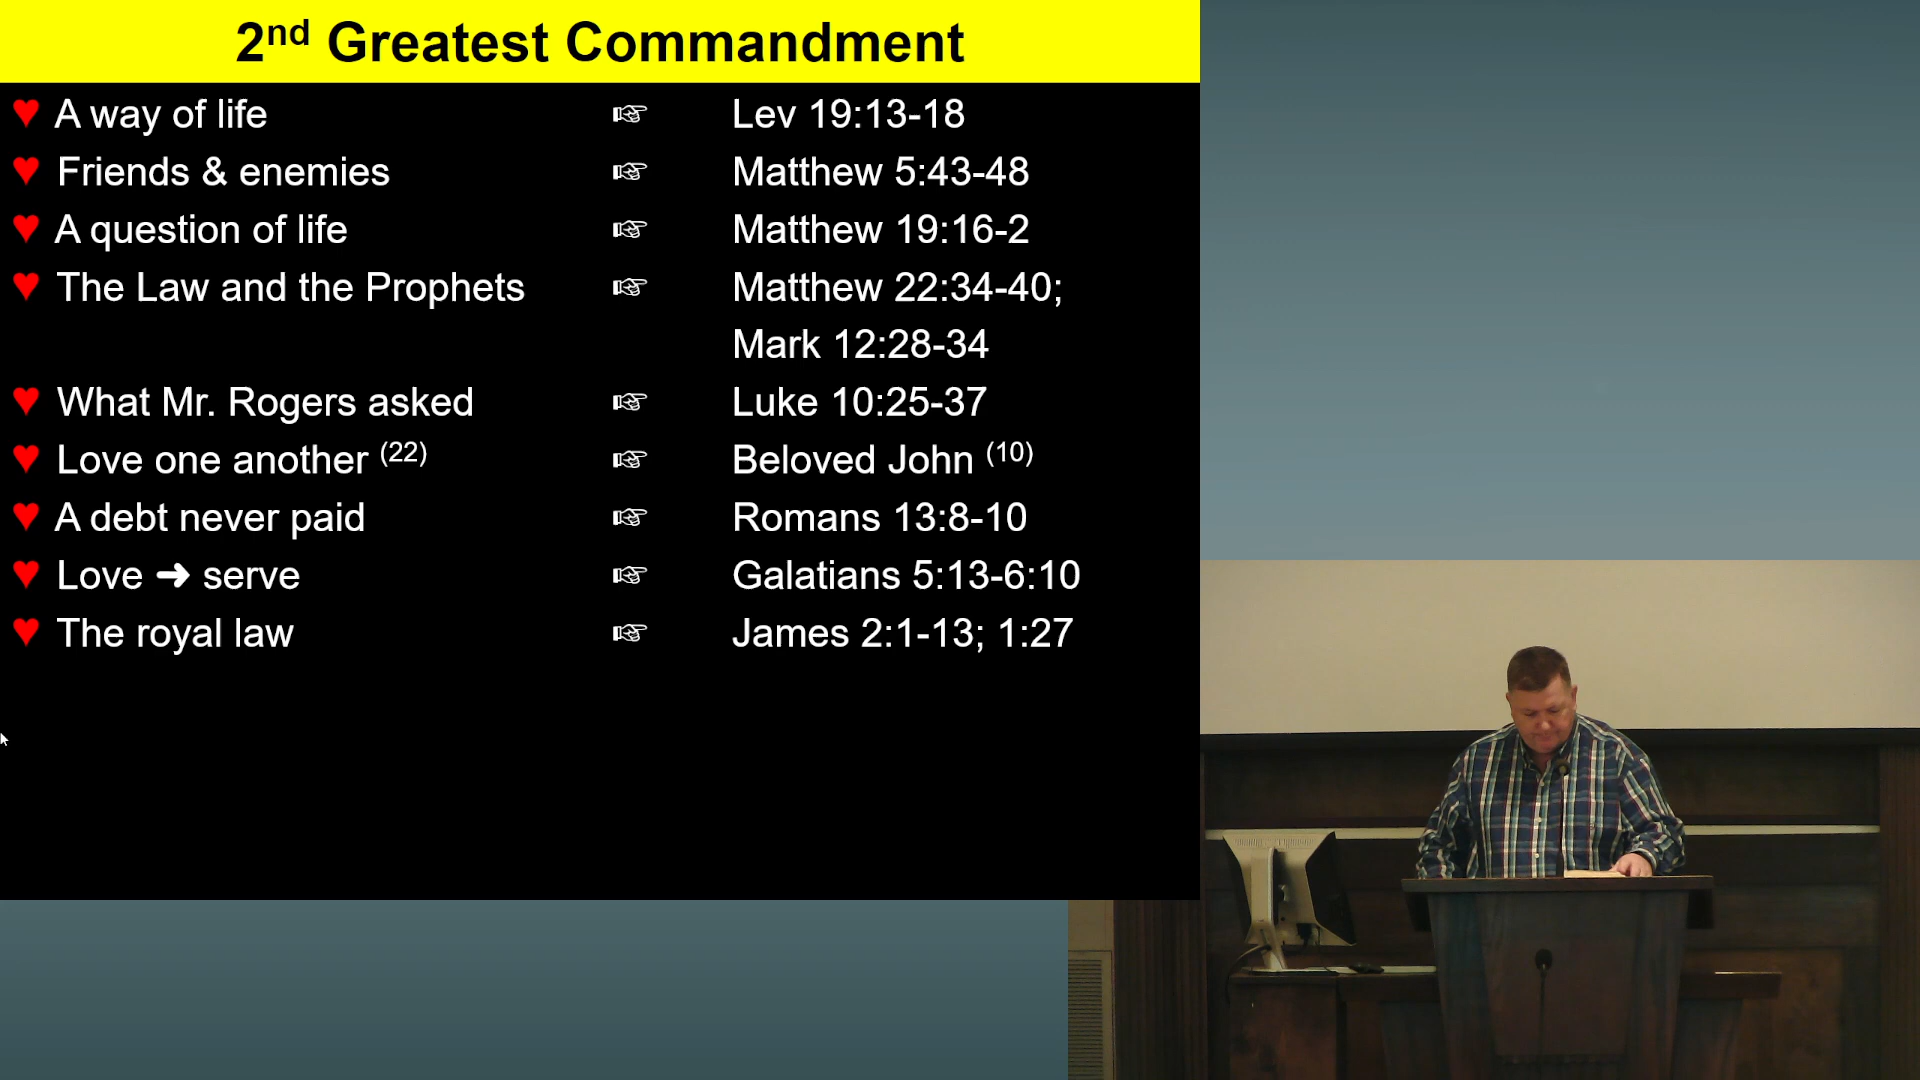 2nd Greatest Commandment
♥ A way of life ☞ Lev 19:13-18
♥ Friends & enemies ☞ Matthew 5:43-48
♥ A question of life ☞ Matthew 19:16-2
♥ The Law and the Prophets ☞ Matthew 22:34-40;
Mark 12:28-34
♥ What Mr. Rogers asked ☞ Luke 10:25-37
♥ Love one another (22) ☞ Beloved John (10)
♥ A debt never paid ☞ Romans 13:8-10
♥ Love ➜ serve ☞ Galatians 5:13-6:10
♥ The royal law ☞ James 2:1-13; 1:27